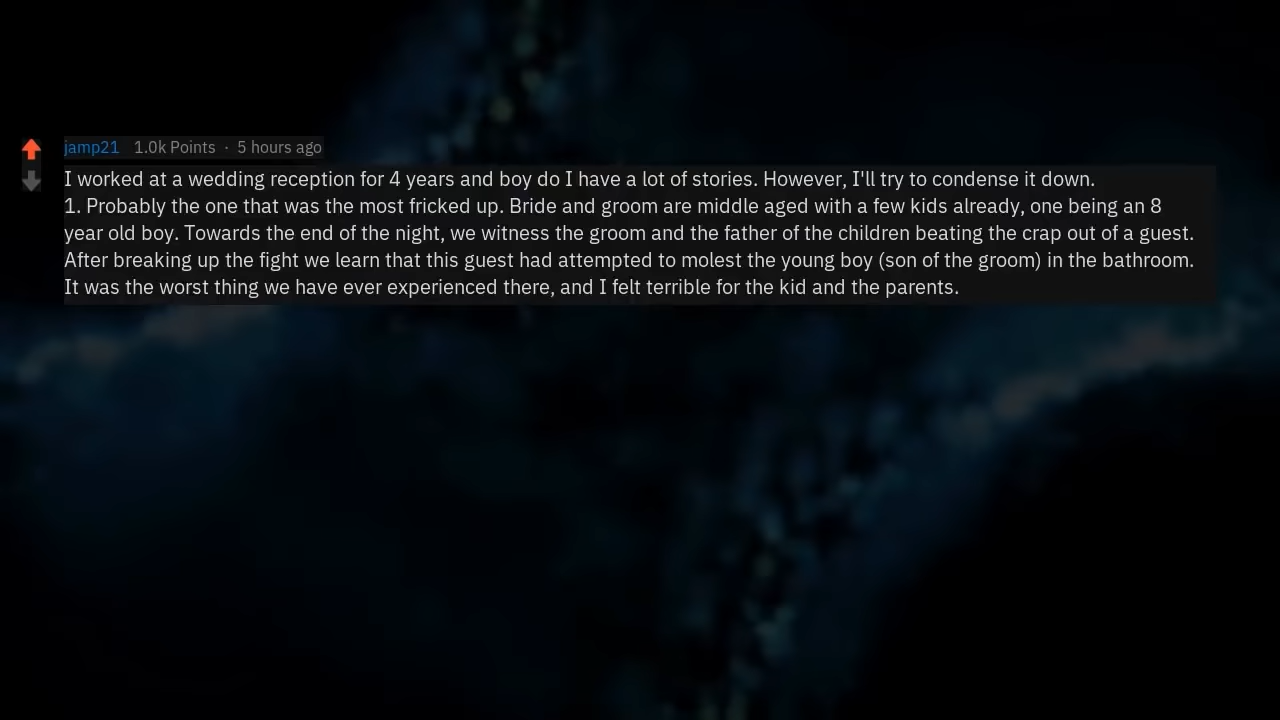 jamp21 1.0k Points · 5 hours ago
I worked at a wedding reception for 4 years and boy do I have a lot of stories. However, I'll try to condense it down.
1. Probably the one that was the most fricked up. Bride and groom are middle aged with a few kids already, one being an 8
year old boy. Towards the end of the night, we witness the groom and the father of the children beating the crap out of a guest.
After breaking up the fight we learn that this guest had attempted to molest the young boy (son of the groom) in the bathroom.
It was the worst thing we have ever experienced there, and I felt terrible for the kid and the parents.